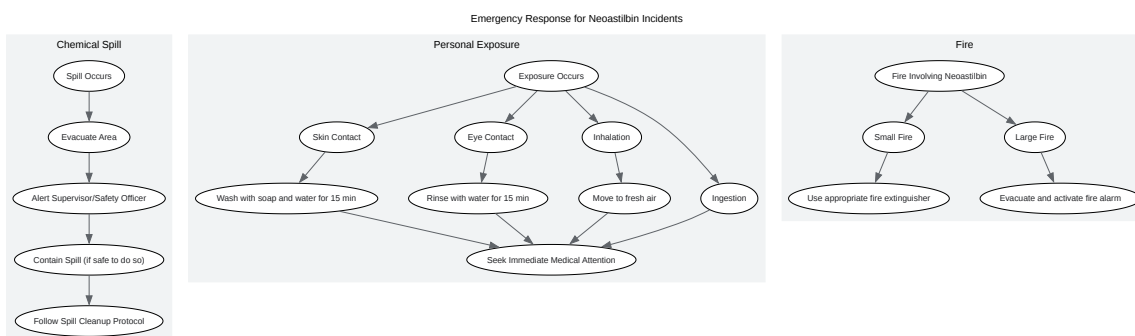 Emergency Response for Neoastilbin Incidents
Chemical Spill
Spill Occurs
Evacuate Area
Alert Supervisor/Safety Officer
Contain Spill (if safe to do so)
Follow Spill Cleanup Protocol
Personal Exposure
Exposure Occurs
Skin Contact
Eye Contact
Inhalation
Wash with soap and water for 15 min
Rinse with water for 15 min
Move to fresh air
Ingestion
Seek Immediate Medical Attention
Fire
Fire Involving Neoastilbin
Small Fire
Large Fire
Use appropriate fire extinguisher
Evacuate and activate fire alarm